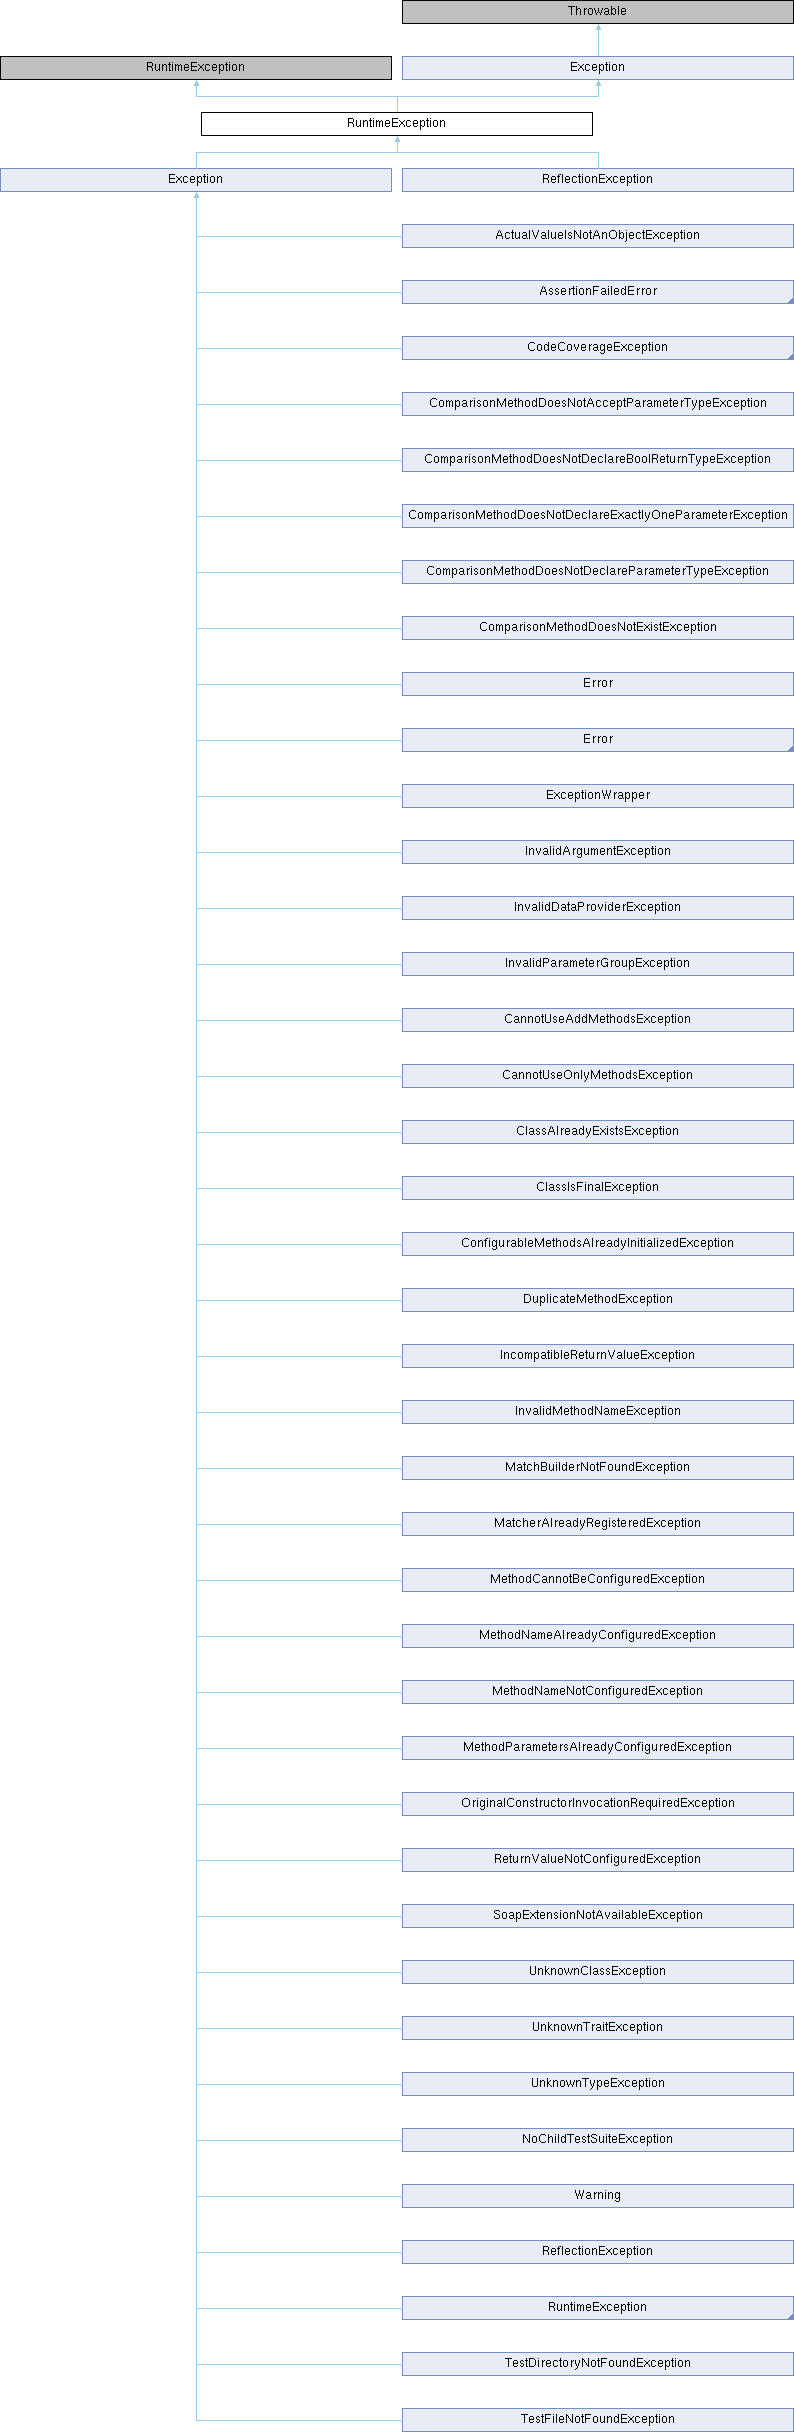 Throwable
RuntimeException
Exception
RuntimeException
Exception
ReflectionException
ActualValueIsNotAnObjectException
AssertionFailedError
CodeCoverageException
ComparisonMethodDoesNotAcceptParameterTypeException
ComparisonMethodDoesNotDeclareBoolReturnTypeException
ComparisonMethodDoesNotDeclareExactlyOneParameterException
ComparisonMethodDoesNotDeclareParameterTypeException
ComparisonMethodDoesNotExistException
Error
Error
ExceptionWrapper
InvalidArgumentException
InvalidDataProviderException
InvalidParameterGroupException
CannotUseAddMethodsException
CannotUseOnlyMethodsException
ClassAlreadyExistsException
ClassIsFinalException
ConfigurableMethodsAlreadyInitializedException
DuplicateMethodException
IncompatibleReturnValueException
InvalidMethodNameException
MatchBuilderNotFoundException
MatcherAlreadyRegisteredException
MethodCannotBeConfiguredException
MethodNameAlreadyConfiguredException
MethodNameNotConfiguredException
MethodParametersAlreadyConfiguredException
OriginalConstructorInvocationRequiredException
ReturnValueNotConfiguredException
SoapExtensionNotAvailableException
UnknownClassException
UnknownTraitException
UnknownTypeException
NoChildTestSuiteException
Warning
ReflectionException
RuntimeException
TestDirectoryNotFoundException
TestFileNotFoundException